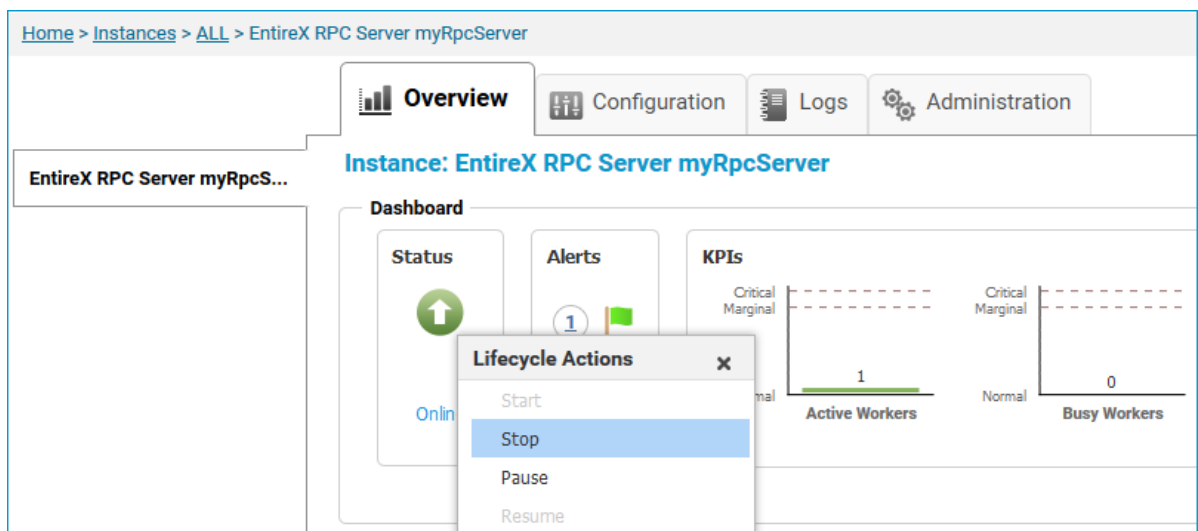 Home > Instances > ALL > EntireX RPC Server myRpcServer
Overview
Configuration
Logs
Administration
EntireX RPC Server myRpcS...
Instance: EntireX RPC Server myRpcServer
Dashboard
Status
Alerts
KPIs
1
Onlin
Critical
Marginal
mal
1
Active Workers
Critical
Marginal
Normal
0
Busy Workers
Lifecycle Actions
Start
Stop
Pause
Resume